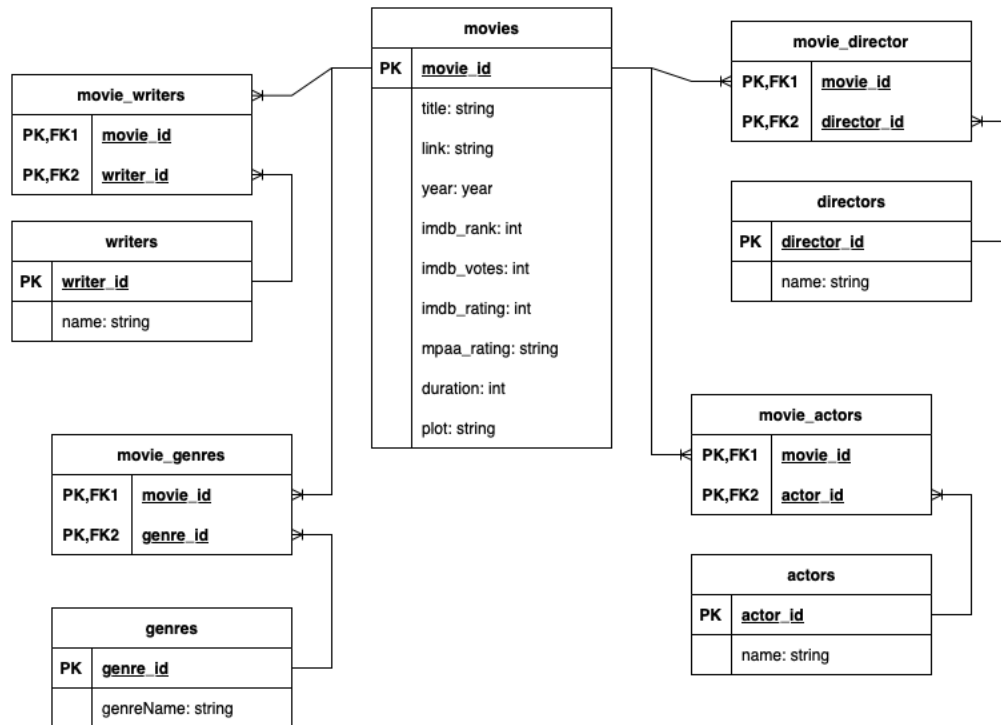 movies
PK movie_id
title: string
link: string
year: year
imdb_rank: int
imdb_votes: int
imdb_rating: int
mpaa_rating: string
duration: int
plot: string
movie_writers
PK,FK1 movie_id
PK,FK2 writer_id
writers
PK writer_id
name: string
movie_genres
PK,FK1 movie_id
PK,FK2 genre_id
genres
PK genre_id
genreName: string
movie_director
PK,FK1 movie_id
PK,FK2 director_id
directors
PK director_id
name: string
movie_actors
PK,FK1 movie_id
PK,FK2 actor_id
actors
PK actor_id
name: string